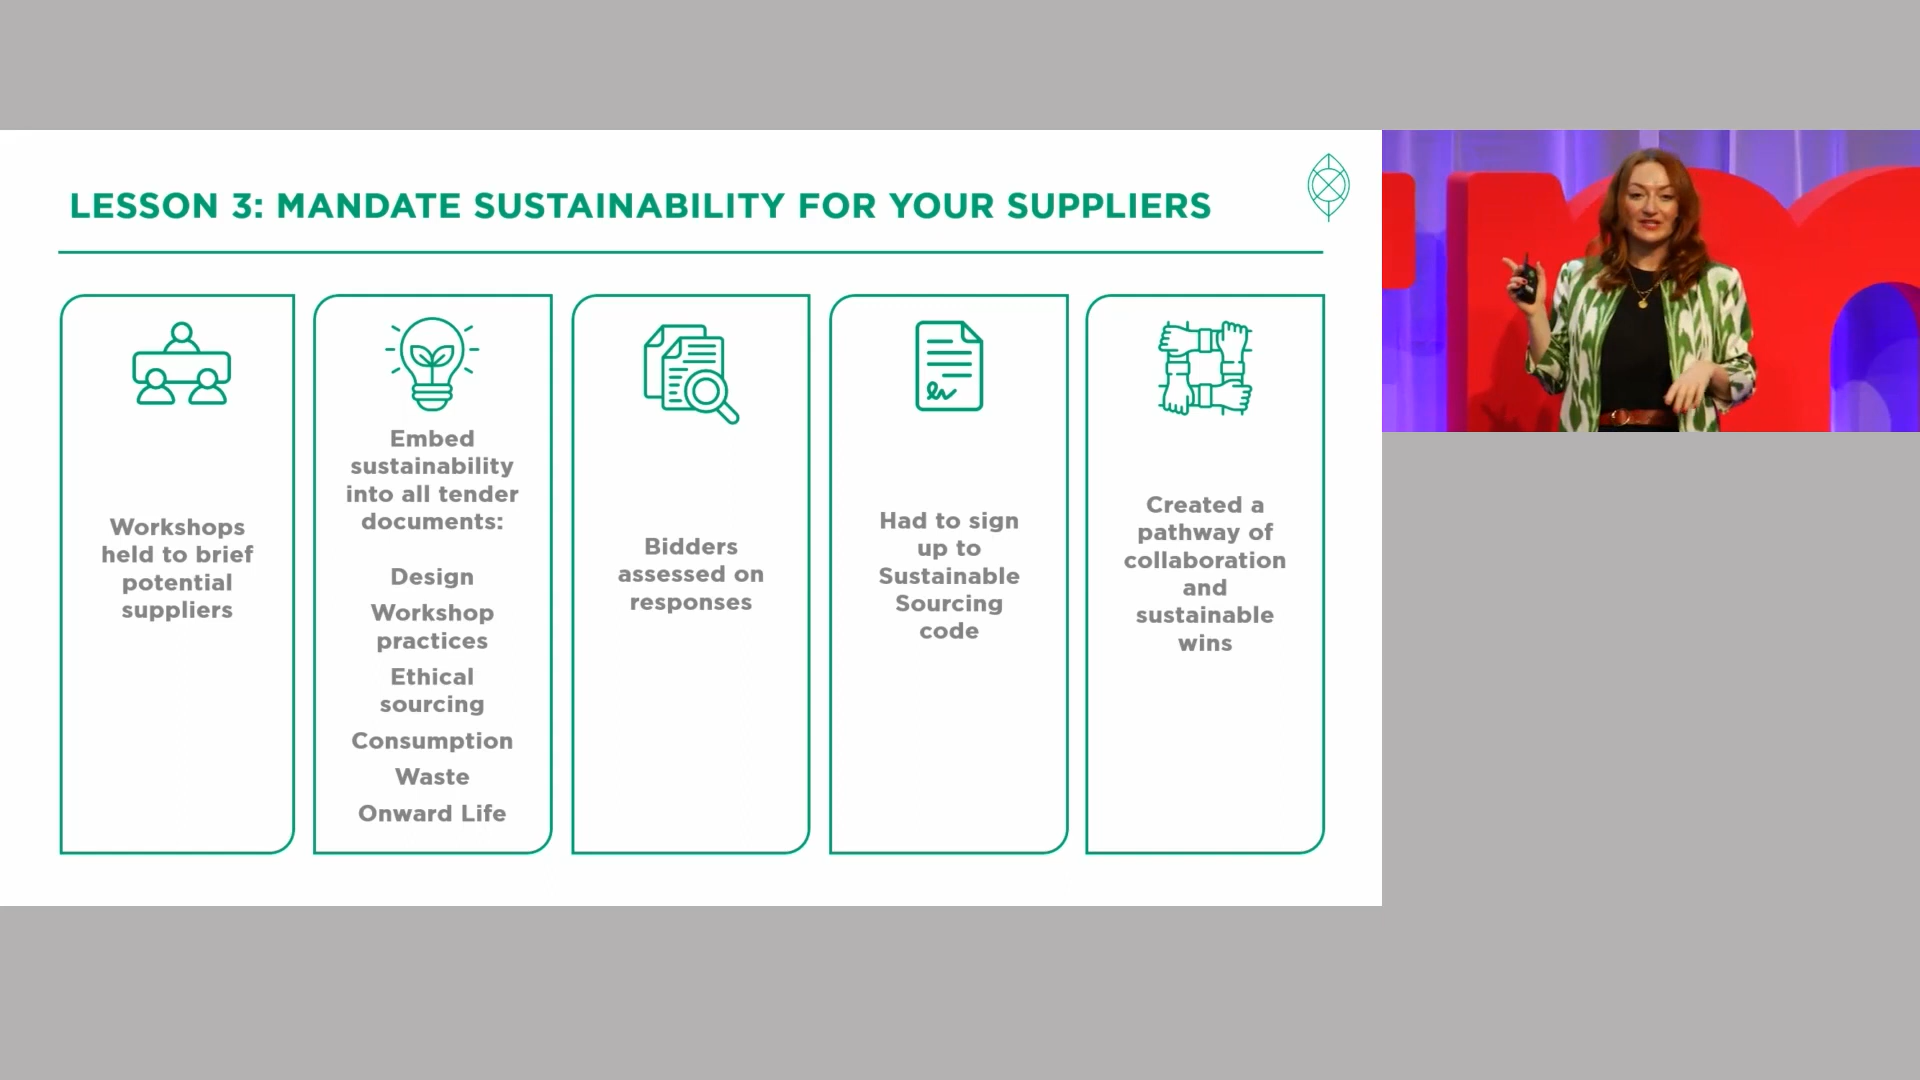 LESSON 3: MANDATE SUSTAINABILITY FOR YOUR SUPPLIERS
Workshops
held to brief
potential
suppliers
Embed
sustainability
into all tender
documents:
Design
Workshop
practices
Ethical
sourcing
Consumption
Waste
Onward Life
Bidders
assessed on
responses
Had to sign
up to
Sustainable
Sourcing
code
Created a
pathway of
collaboration
and
sustainable
wins